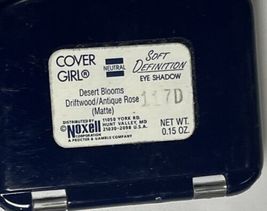 COVER GIRL®
NEUTRAL
Soft Definition
EYE SHADOW
Desert Blooms
Driftwood/Antique Rose
(Matte)
117D
DISTRIBUTED BY
©Noxell
CORPORATION
11050 YORK RD.
HUNT VALLEY, MD
21030-2098 U.S.A.
A PROCTER & GAMBLE COMPANY
NET WT.
0.15 OZ.